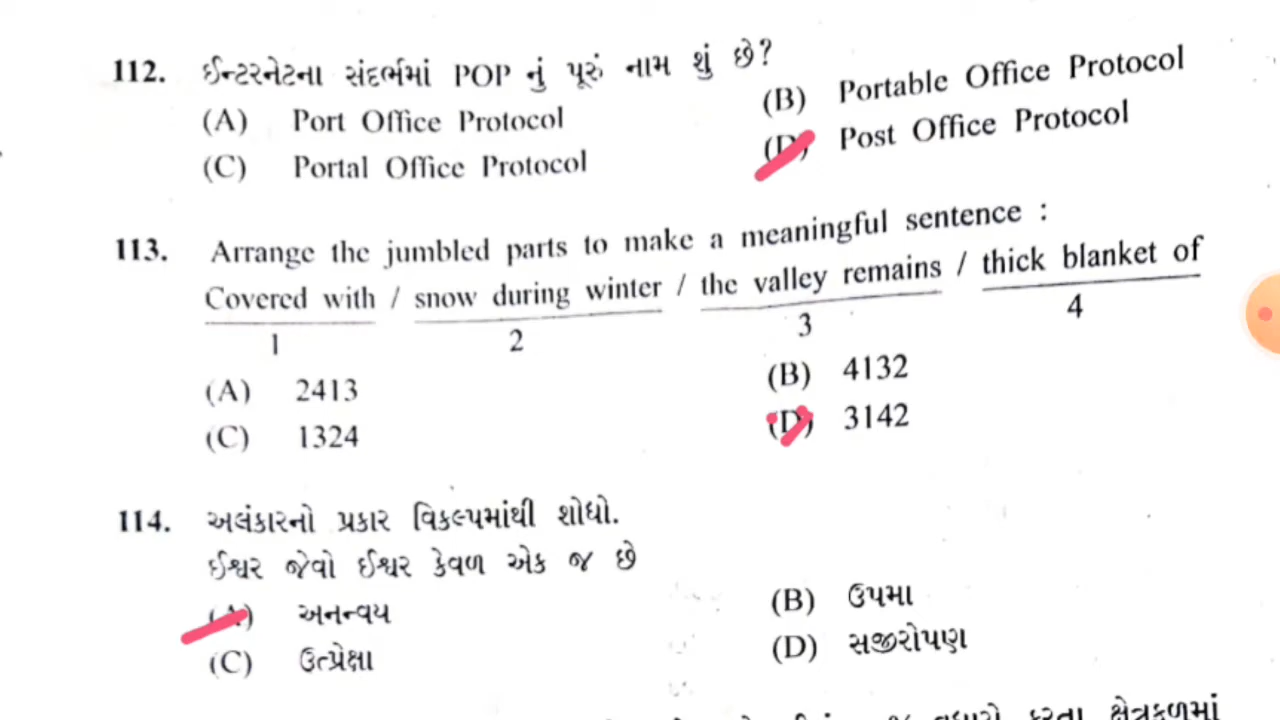 112. ઈન્ટરનેટના સંદર્ભમાં POP નું પૂરું નામ શું છે?
(A) Port Office Protocol
(B) Portable Office Protocol
(C) Portal Office Protocol
(D) Post Office Protocol
113. Arrange the jumbled parts to make a meaningful sentence :
Covered with / snow during winter / the valley remains / thick blanket of
1 2 3 4
(A) 2413
(B) 4132
(C) 1324
(D) 3142
114. અલંકારનો પ્રકાર વિકલ્પમાંથી શોધો.
ઈશ્વર જેવો ઈશ્વર કેવળ એક જ છે
(A) અનન્વય
(B) ઉપમા
(C) ઉત્પ્રેક્ષા
(D) સજીરોપણ
કરતા ક્ષેત્રફળમાં